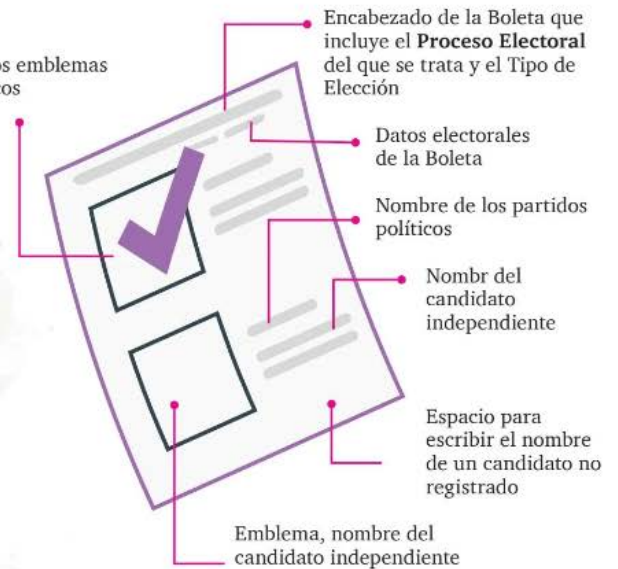 Encabezado de la Boleta que
incluye el Proceso Electoral
del que se trata y el Tipo de
Elección
emblemas
Datos electorales
de la Boleta
Nombre de los partidos
políticos
Nombr del
candidato
independiente
Espacio para
escribir el nombre
de un candidato no
registrado
Emblema, nombre del
candidato independiente